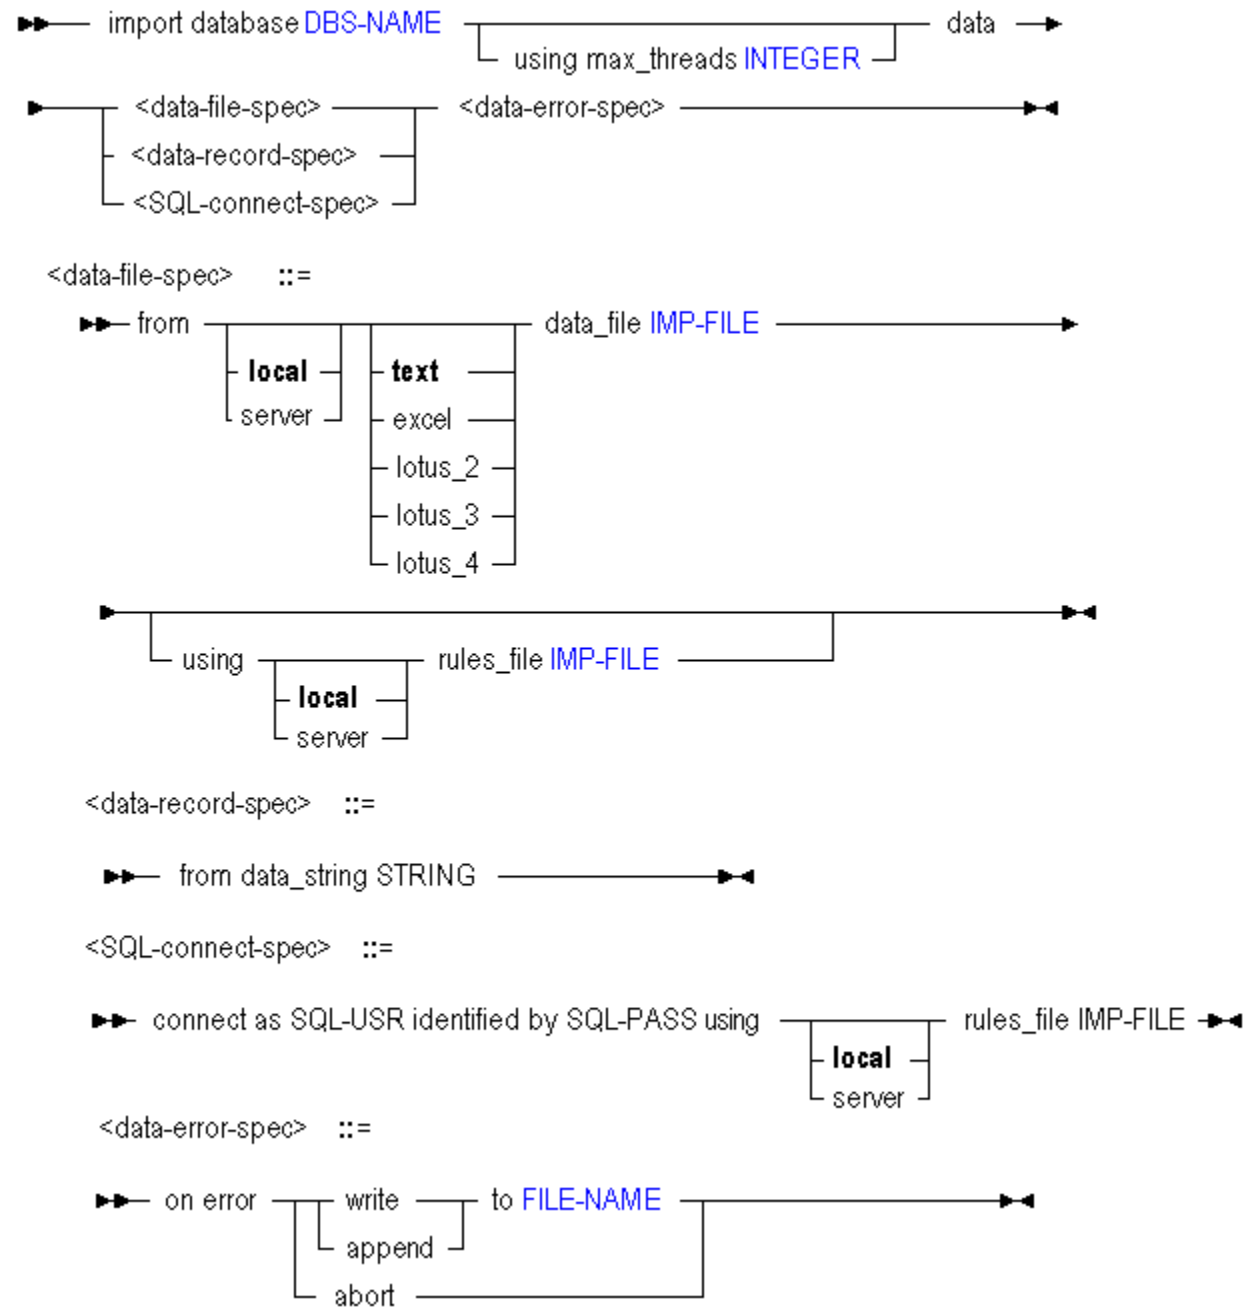 import database DBS-NAME data
using max_threads INTEGER
<data-file-spec> <data-error-spec>
<data-record-spec>
<SQL-connect-spec>
<data-file-spec> ::=
from data_file IMP-FILE
local text
server excel
lotus_2
lotus_3
lotus_4
using rules_file IMP-FILE
local
server
<data-record-spec> ::=
from data_string STRING
<SQL-connect-spec> ::=
connect as SQL-USR identified by SQL-PASS using rules_file IMP-FILE
local
server
<data-error-spec> ::=
on error write to FILE-NAME
append
abort